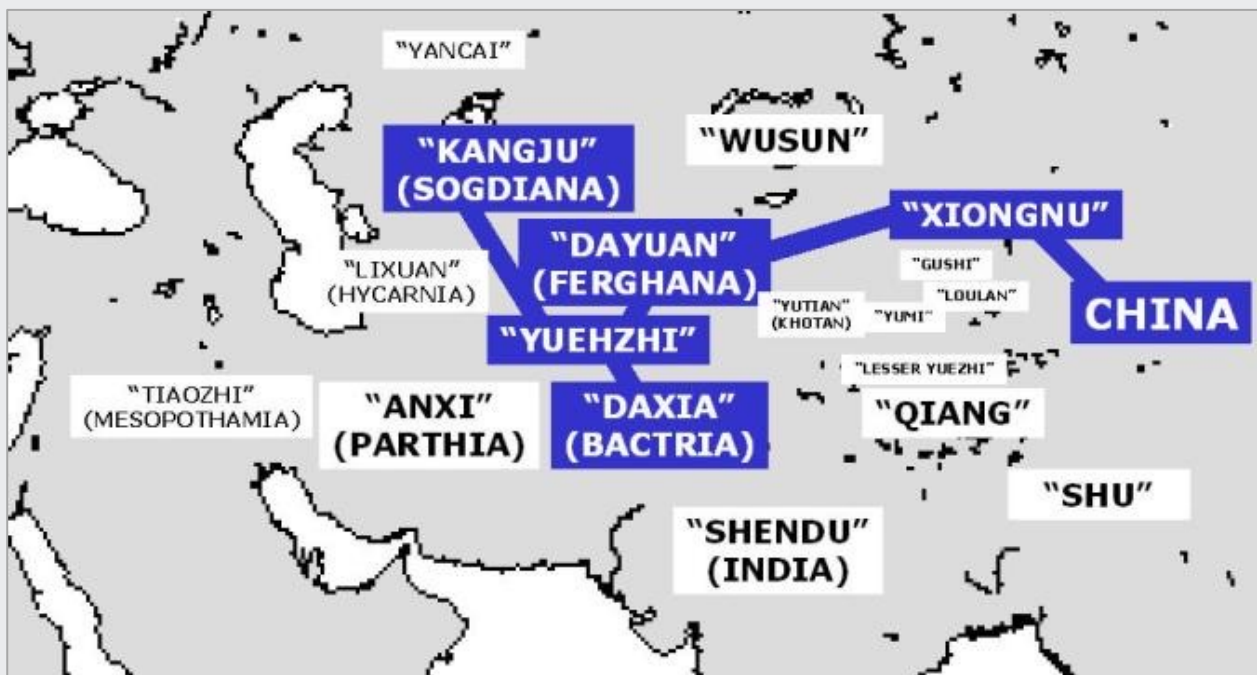 “YANCAI”
“KANGJU”
(SOGDIANA)
“WUSUN”
“XIONGNU”
“DAYUAN”
(FERGHANA)
“LIXUAN”
(HYCARNIA)
“GUSHI”
“LOULAN”
“YUTIAN”
(KHOTAN)
“YUMI”
CHINA
“YUEHZHI”
“LESSER YUEZHI”
“TIAOZHI”
(MESOPOTHAMIA)
“ANXI”
(PARTHIA)
“DAXIA”
(BACTRIA)
“QIANG”
“SHU”
“SHENDU”
(INDIA)